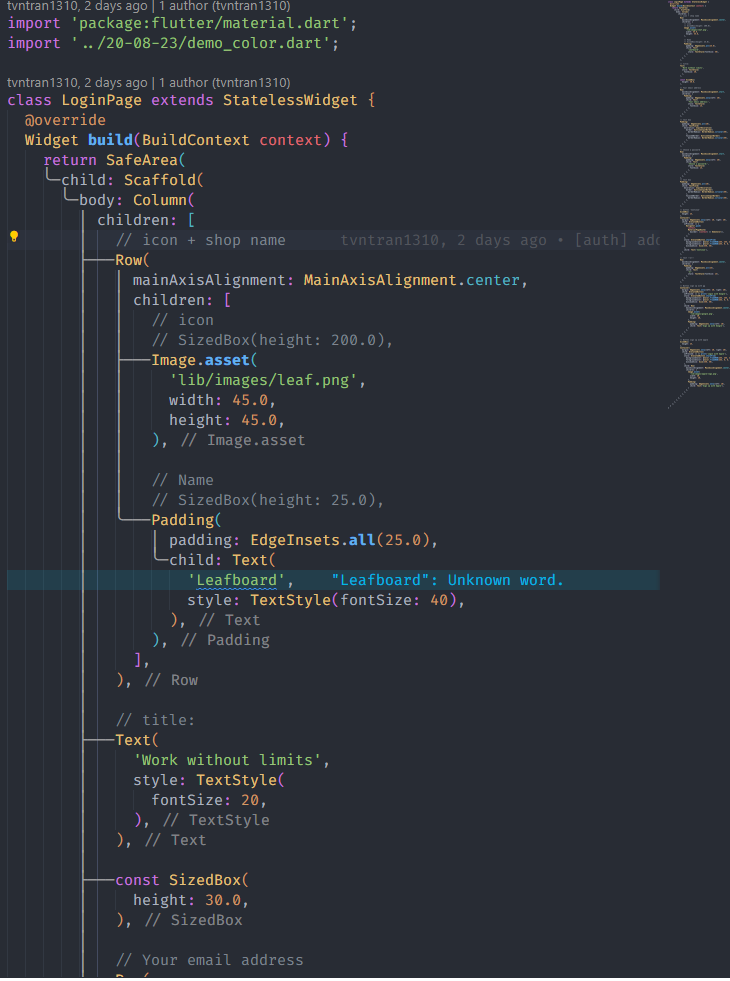 tvntran1310, 2 days ago | 1 author (tvntran1310)
import 'package:flutter/material.dart';
import '../20-08-23/demo_color.dart';
tvntran1310, 2 days ago | 1 author (tvntran1310)
class LoginPage extends StatelessWidget {
@override
Widget build(BuildContext context) {
return SafeArea(
child: Scaffold(
body: Column(
children: [
// icon + shop name tvntran1310, 2 days ago • [auth] add
Row(
mainAxisAlignment: MainAxisAlignment.center,
children: [
// icon
// SizedBox(height: 200.0),
Image.asset(
'lib/images/leaf.png',
width: 45.0,
height: 45.0,
), // Image.asset
// Name
// SizedBox(height: 25.0),
Padding(
padding: EdgeInsets.all(25.0),
child: Text(
'Leafboard', "Leafboard": Unknown word.
style: TextStyle(fontSize: 40),
), // Text
), // Padding
],
), // Row
// title:
Text(
'Work without limits',
style: TextStyle(
fontSize: 20,
), // TextStyle
), // Text
const SizedBox(
height: 30.0,
), // SizedBox
// Your email address